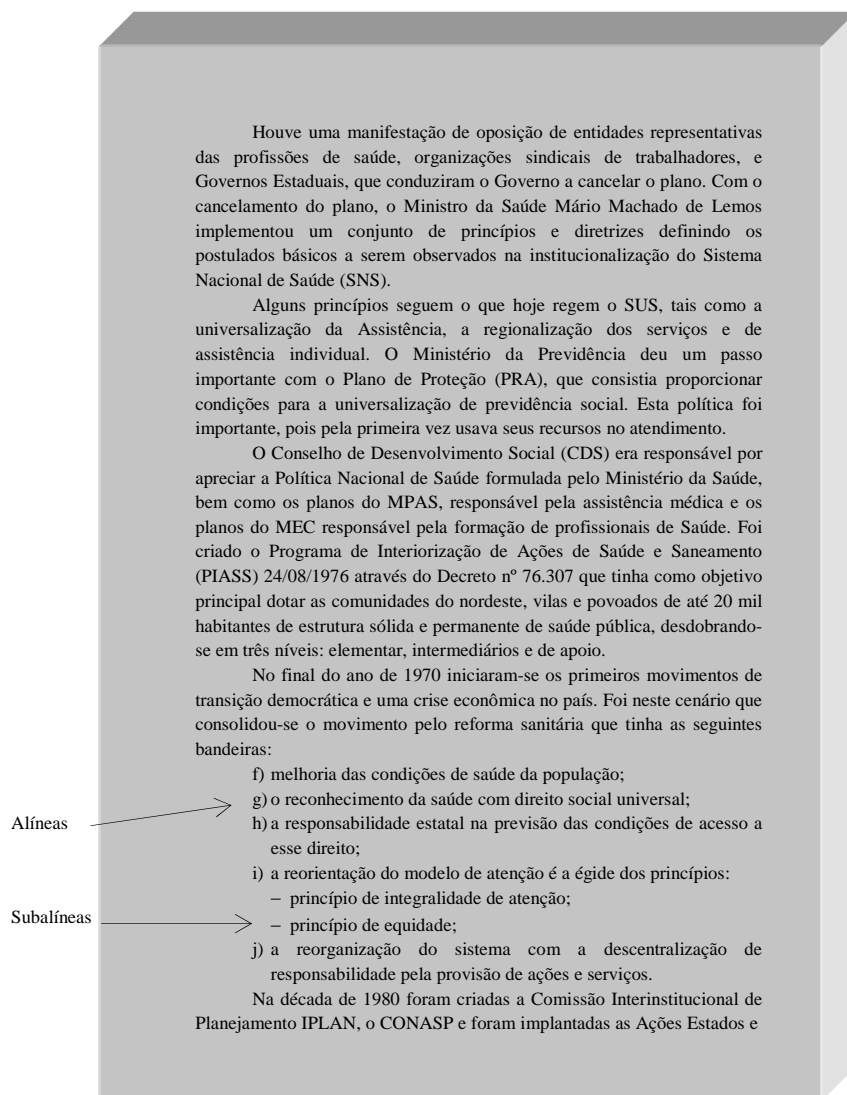 Houve uma manifestação de oposição de entidades representativas
das profissões de saúde, organizações sindicais de trabalhadores, e
Governos Estaduais, que conduziram o Governo a cancelar o plano. Com o
cancelamento do plano, o Ministro da Saúde Mário Machado de Lemos
implementou um conjunto de princípios e diretrizes definindo os
postulados básicos a serem observados na institucionalização do Sistema
Nacional de Saúde (SNS).
Alguns princípios seguem o que hoje regem o SUS, tais como a
universalização da Assistência, a regionalização dos serviços e de
assistência individual. O Ministério da Previdência deu um passo
importante com o Plano de Proteção (PRA), que consistia proporcionar
condições para a universalização de previdência social. Esta política foi
importante, pois pela primeira vez usava seus recursos no atendimento.
O Conselho de Desenvolvimento Social (CDS) era responsável por
apreciar a Política Nacional de Saúde formulada pelo Ministério da Saúde,
bem como os planos do MPAS, responsável pela assistência médica e os
planos do MEC responsável pela formação de profissionais de Saúde. Foi
criado o Programa de Interiorização de Ações de Saúde e Saneamento
(PIASS) 24/08/1976 através do Decreto nº 76.307 que tinha como objetivo
principal dotar as comunidades do nordeste, vilas e povoados de até 20 mil
habitantes de estrutura sólida e permanente de saúde pública, desdobrando-
se em três níveis: elementar, intermediários e de apoio.
No final do ano de 1970 iniciaram-se os primeiros movimentos de
transição democrática e uma crise econômica no país. Foi neste cenário que
consolidou-se o movimento pelo reforma sanitária que tinha as seguintes
bandeiras:
f) melhoria das condições de saúde da população;
Alíneas
g) o reconhecimento da saúde com direito social universal;
h) a responsabilidade estatal na previsão das condições de acesso a
esse direito;
i) a reorientação do modelo de atenção é a égide dos princípios:
− princípio de integralidade de atenção;
Subalíneas
− princípio de equidade;
j) a reorganização do sistema com a descentralização de
responsabilidade pela provisão de ações e serviços.
Na década de 1980 foram criadas a Comissão Interinstitucional de
Planejamento IPLAN, o CONASP e foram implantadas as Ações Estados e